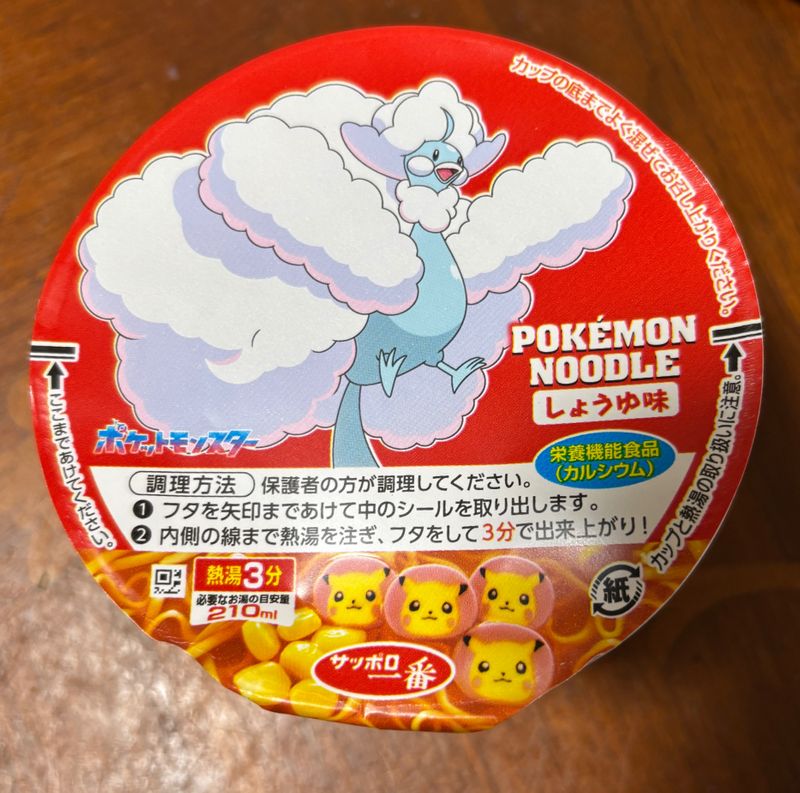 カップの底までよく混ぜてお召し上がりください。
POKÉMON
NOODLE
しょうゆ味
ポケットモンスター
栄養機能食品
(カルシウム)
ここまであけてください。
カップと熱湯の取り扱いに注意。
調理方法 保護者の方が調理してください。
❶ フタを矢印まであけて中のシールを取り出します。
❷ 内側の線まで熱湯を注ぎ、フタをして3分で出来上がり!
熱湯3分
必要なお湯の目安量
210ml
紙
サッポロ
一番